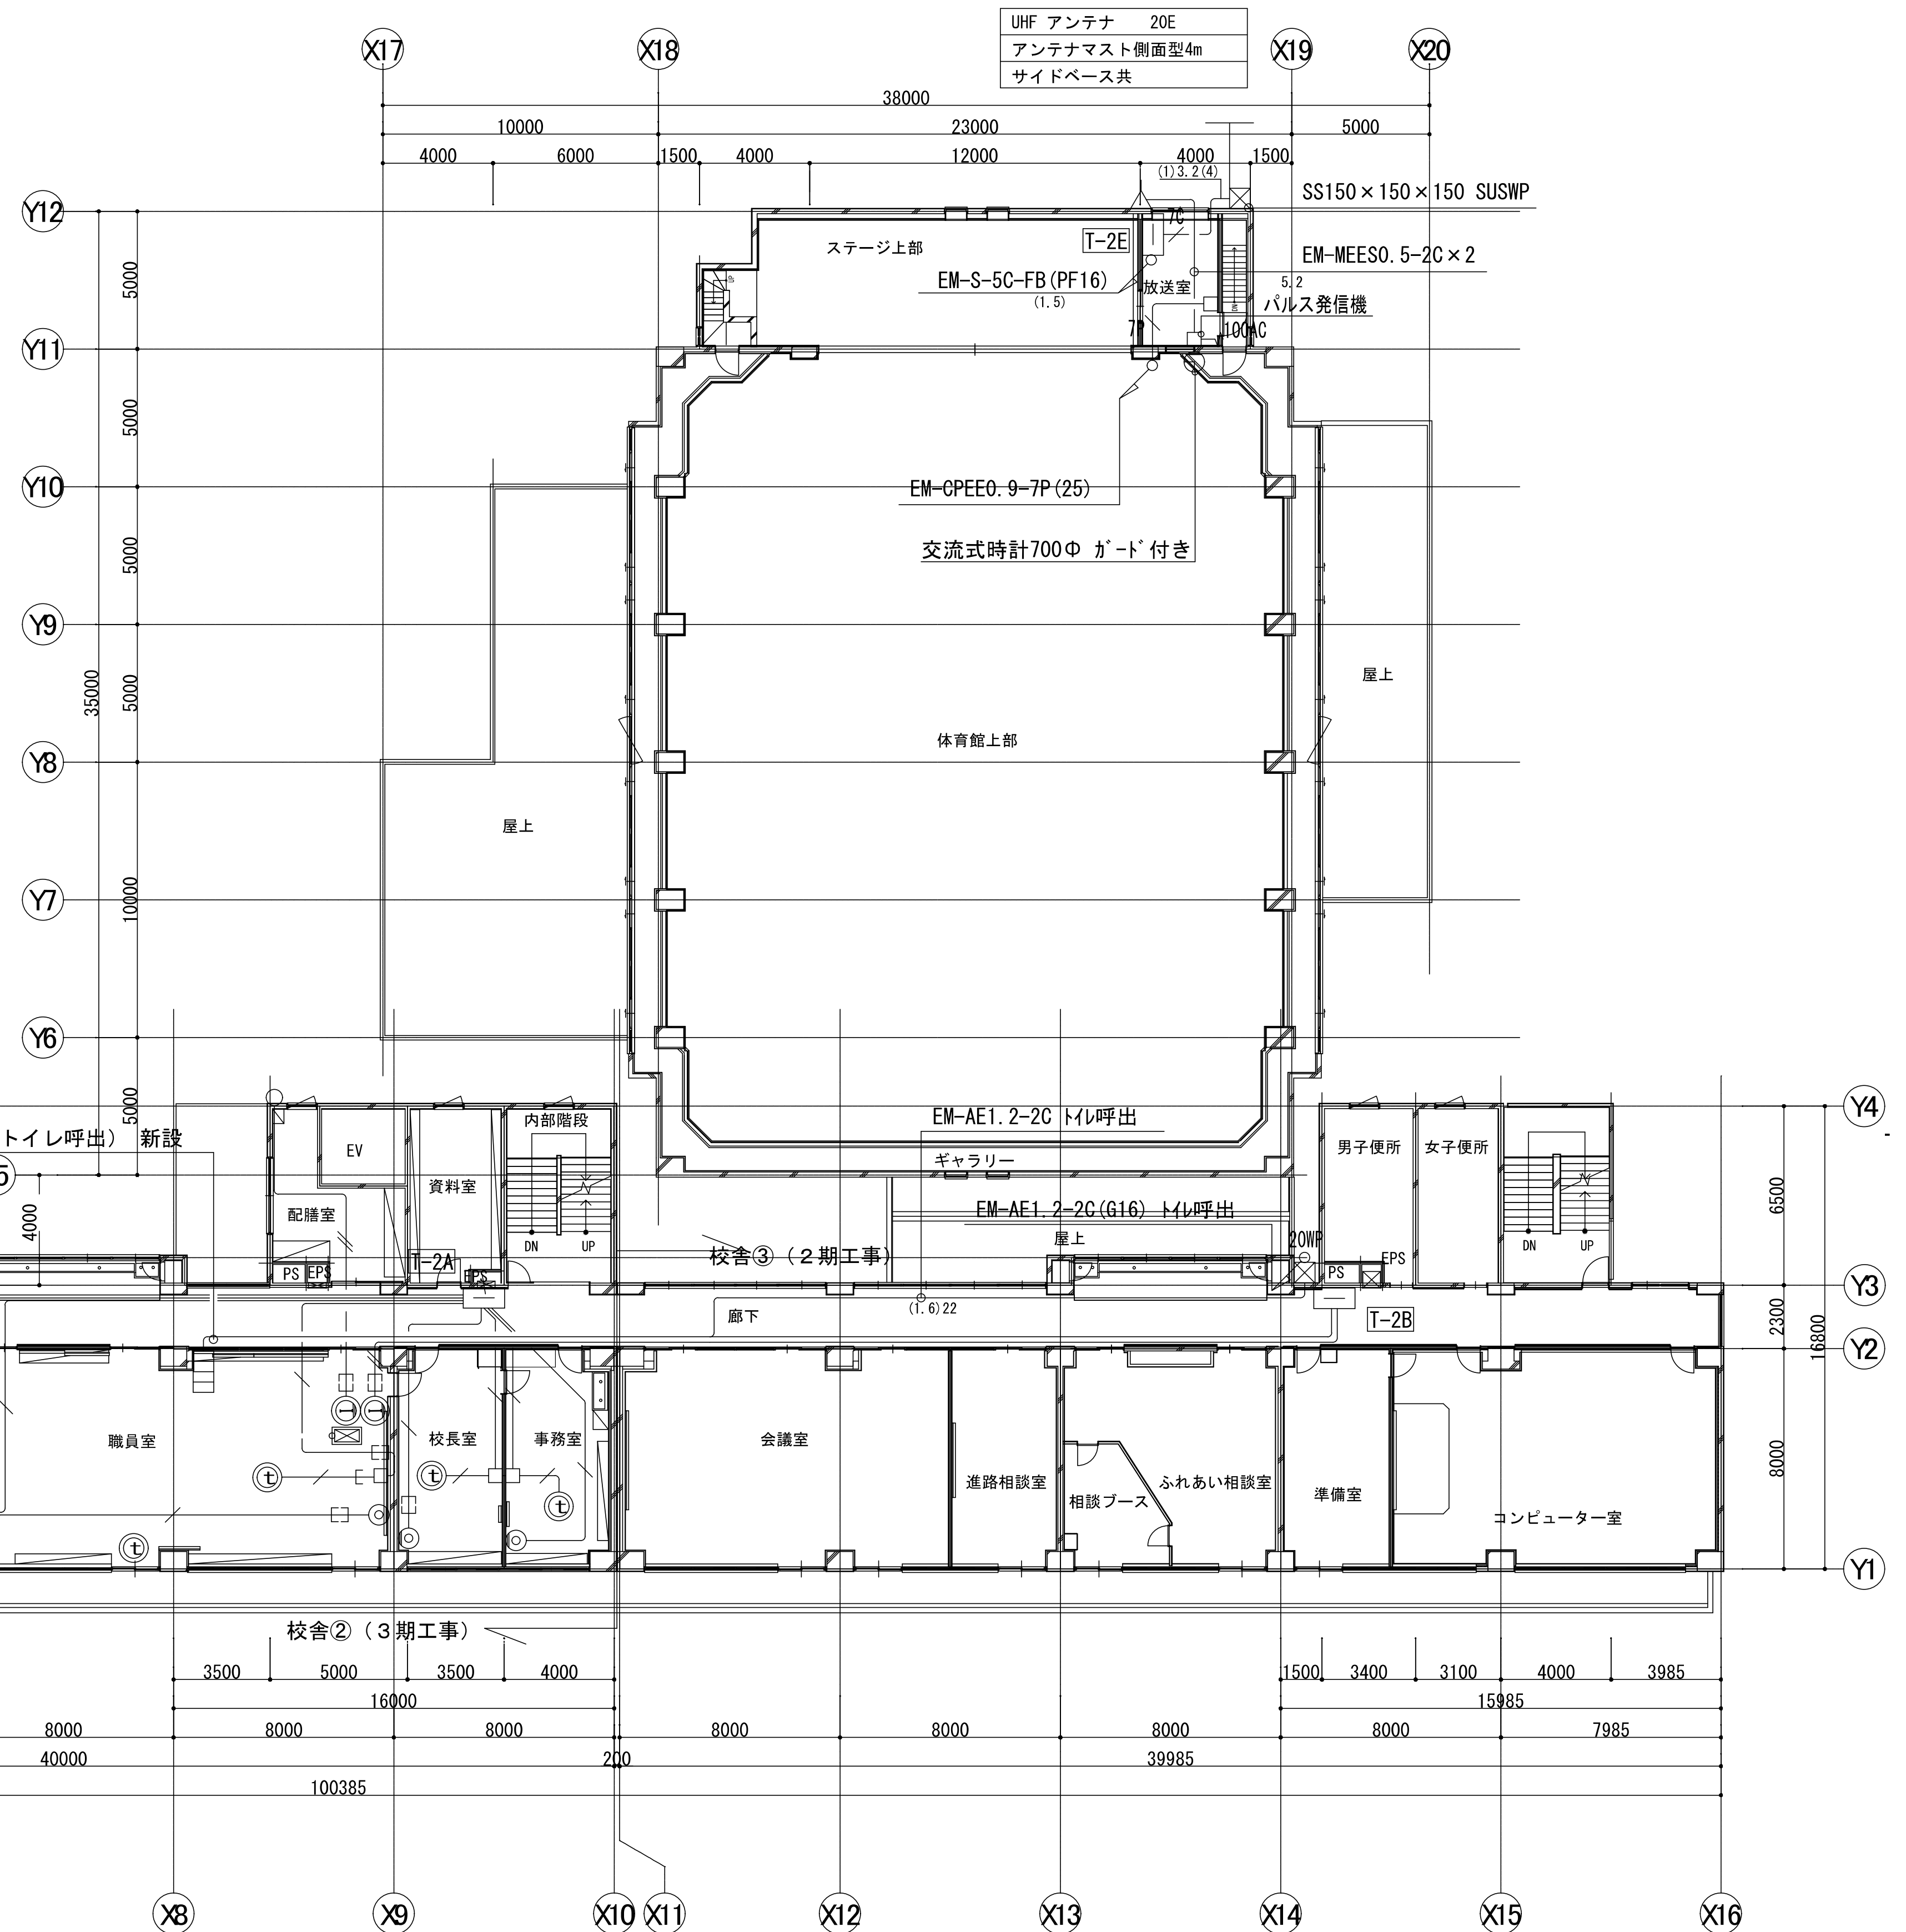 UHF アンテナ 20E
アンテナマスト側面型4m
サイドベース共
X17
X18
X19
X20
38000
10000
23000
5000
4000
6000
1500
4000
12000
4000
1500
(1)3.2(4)
Y12
SS150×150×150 SUSWP
7C
T-2E
ステージ上部
EM-MEES0.5-2C×2
EM-S-5C-FB(PF16)
(1.5)
放送室
5.2
パルス発信機
UP
DN
7P
100AC
5000
Y11
5000
Y10
EM-CPEE0.9-7P(25)
交流式時計700Φ ｶﾞｰﾄﾞ付き
5000
Y9
35000
5000
屋上
体育館上部
Y8
屋上
10000
Y7
Y6
5000
EM-AE1.2-2C ﾄｲﾚ呼出
Y4
トイレ呼出） 新設
内部階段
EV
ギャラリー
男子便所
女子便所
5
資料室
配膳室
4000
EM-AE1.2-2C(G16) ﾄｲﾚ呼出
6500
屋上
20WP
DN
UP
DN
UP
校舎③（２期工事）
T-2A
PS
EPS
PS
PS
EPS
Y3
(1.6)22
廊下
T-2B
2300
16800
Y2
職員室
校長室
事務室
会議室
進路相談室
相談ブース
ふれあい相談室
準備室
コンピューター室
8000
t
t
t
t
Y1
校舎②（３期工事）
3500
5000
3500
4000
1500
3400
3100
4000
3985
16000
15985
8000
8000
8000
8000
8000
8000
8000
7985
40000
200
39985
100385
X8
X9
X10
X11
X12
X13
X14
X15
X16